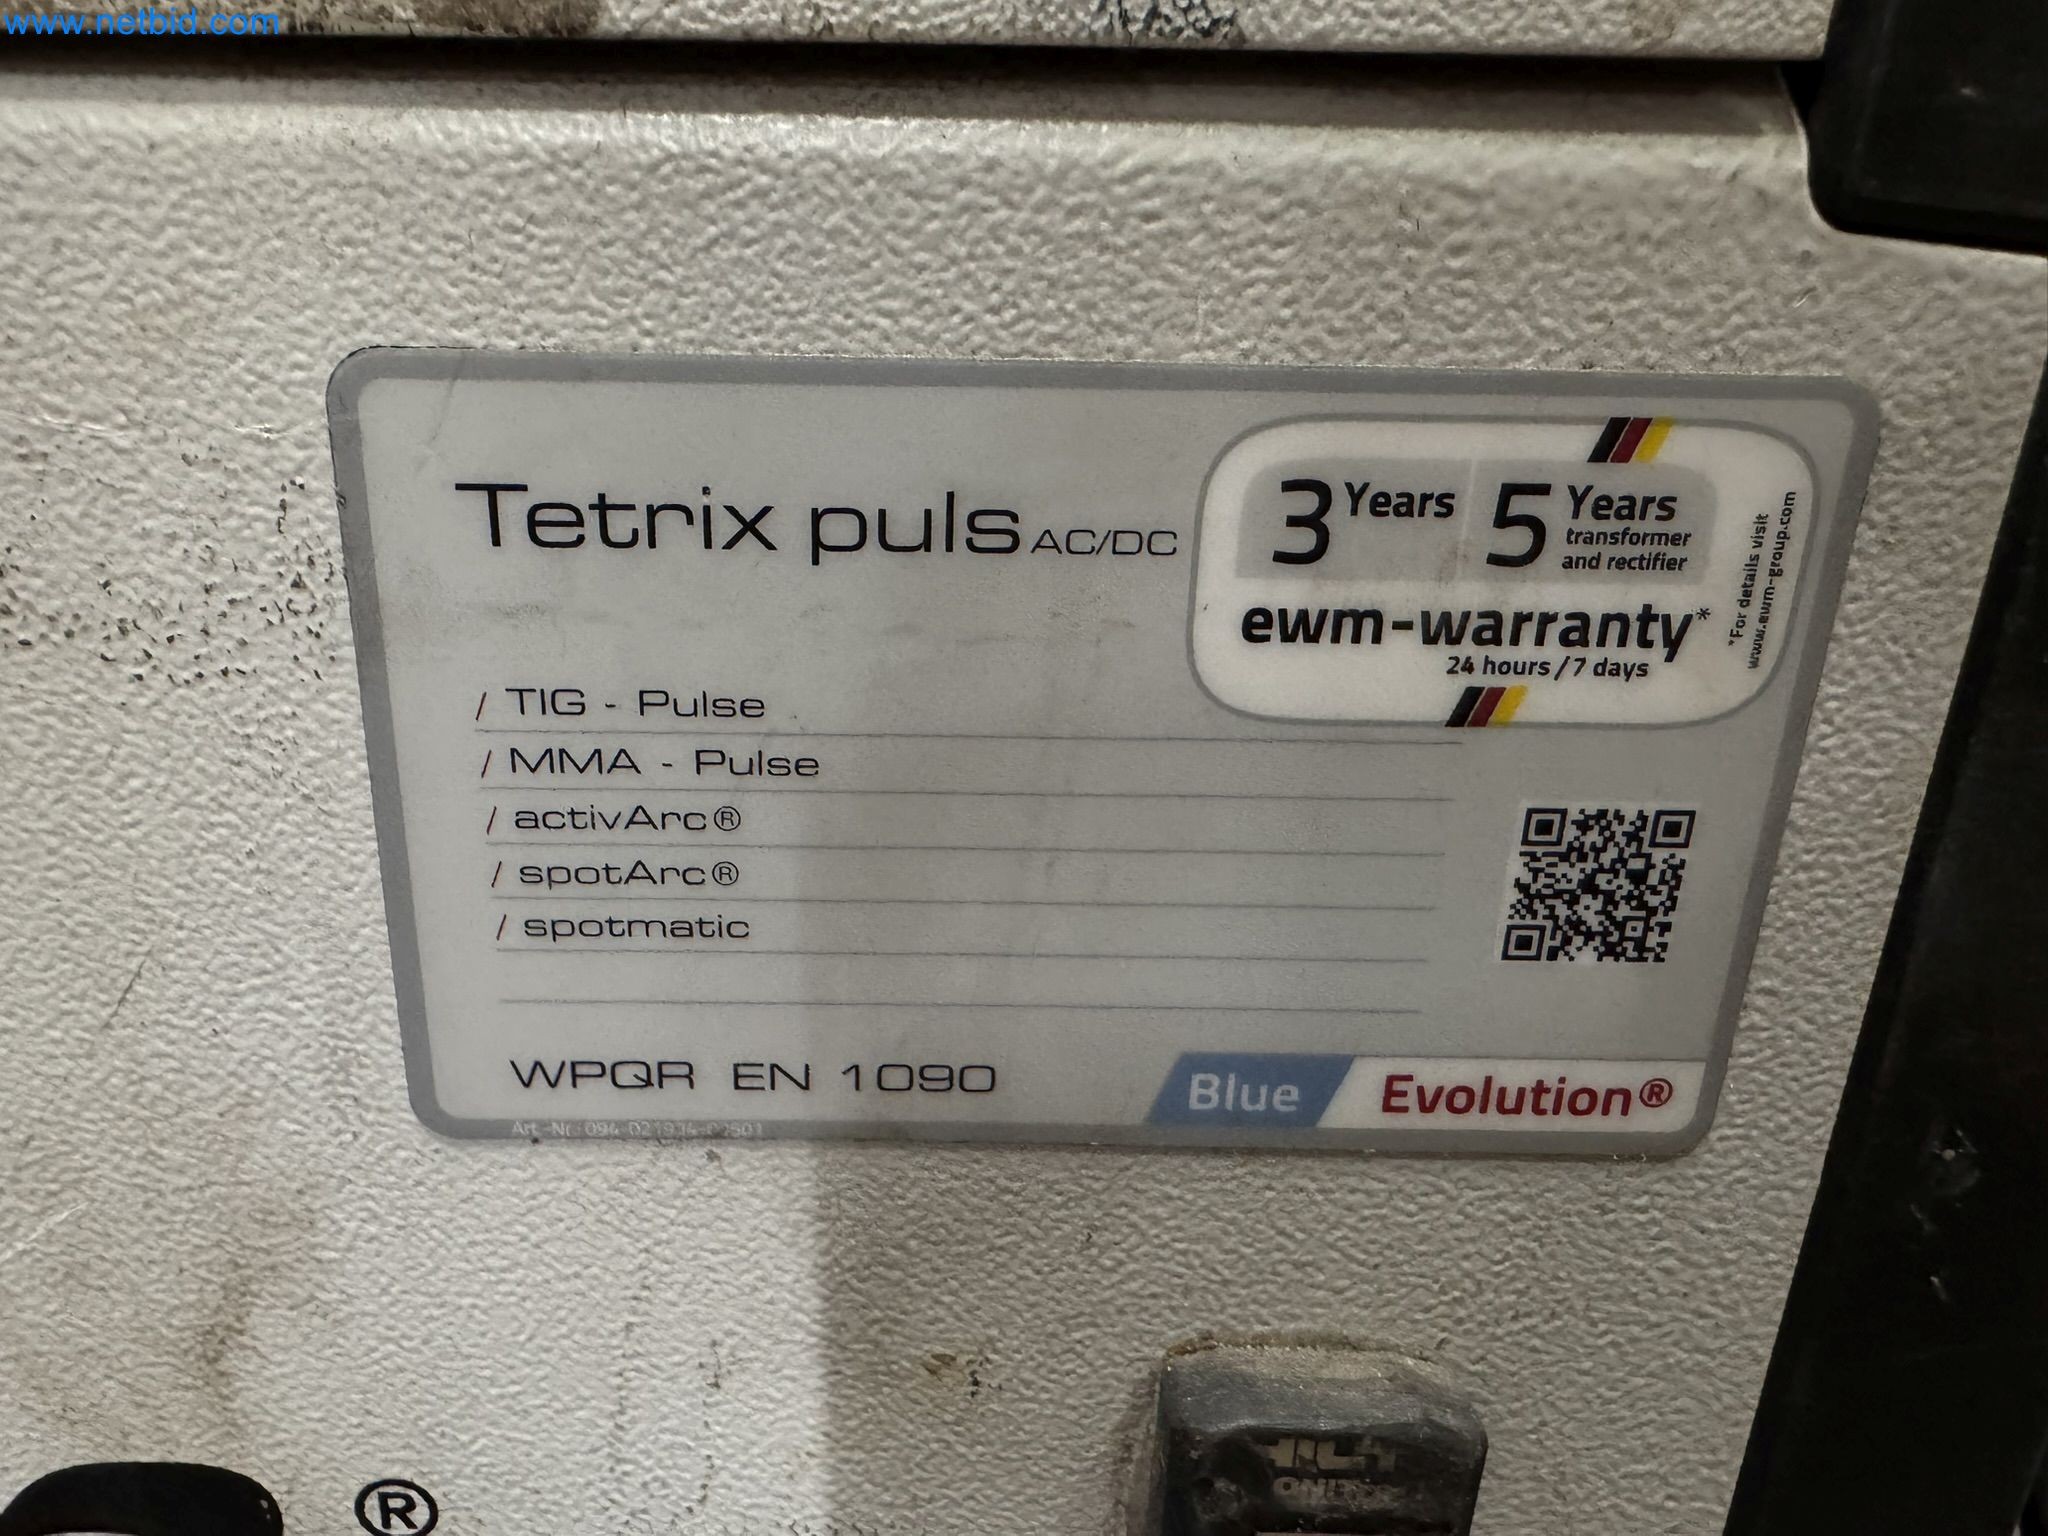 www.netbid.com
Tetrix puls AC/DC
3 Years
5 Years
transformer
and rectifier
ewm-warranty*
24 hours / 7 days
*For details visit
www.ewm-group.com
/ TIG - Pulse
/ MMA - Pulse
/ activArc®
/ spotArc®
/ spotmatic
WPQR EN 1090
Blue Evolution®
Art.-Nr.:
®